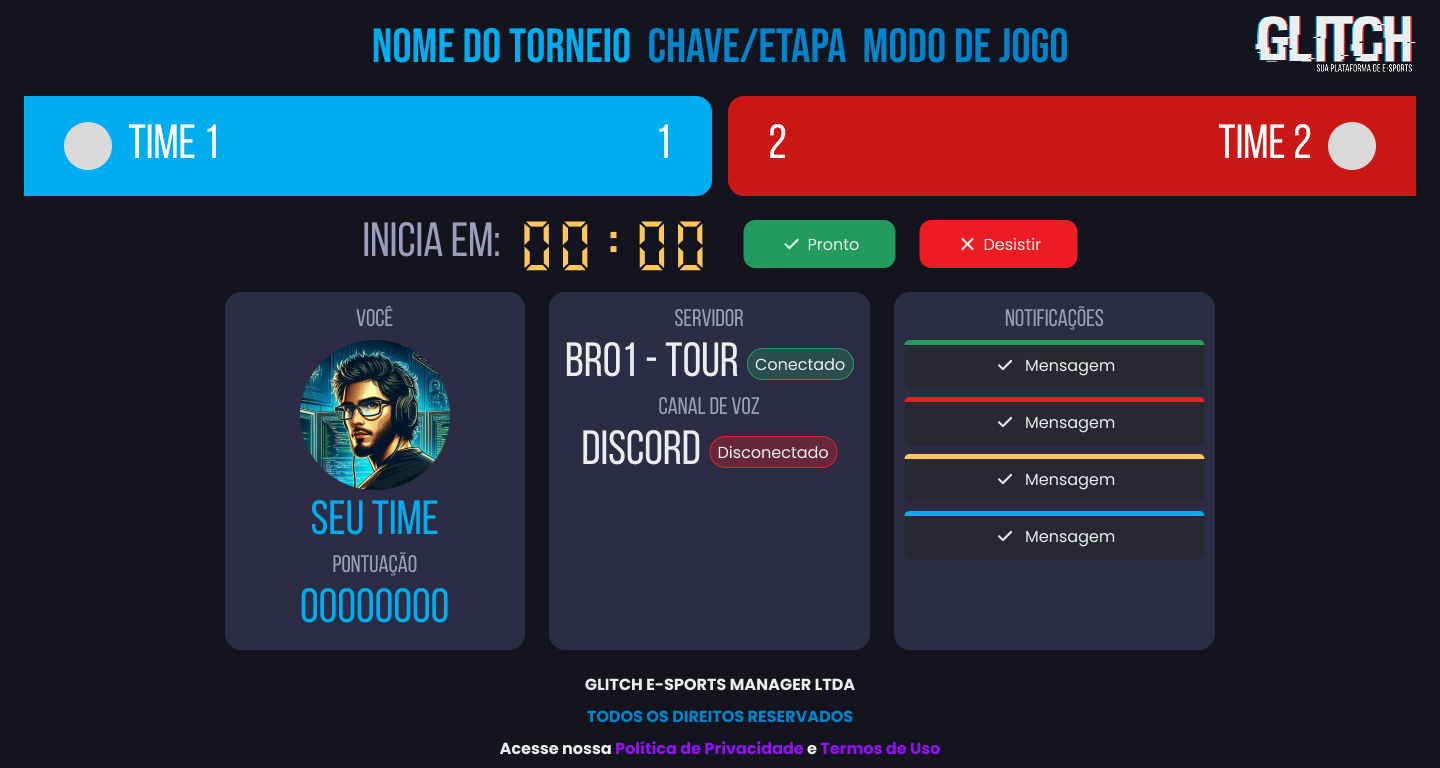 NOME DO TORNEIO CHAVE/ETAPA MODO DE JOGO
GLITCH
SUA PLATAFORMA DE E-SPORTS
TIME 1 1
2 TIME 2
INICIA EM: 00:00 Pronto Desistir
VOCÊ
SEU TIME
PONTUAÇÃO
00000000
SERVIDOR
BR01 - TOUR Conectado
CANAL DE VOZ
DISCORD Disconectado
NOTIFICAÇÕES
Mensagem
Mensagem
Mensagem
Mensagem
GLITCH E-SPORTS MANAGER LTDA
TODOS OS DIREITOS RESERVADOS
Acesse nossa Política de Privacidade e Termos de Uso